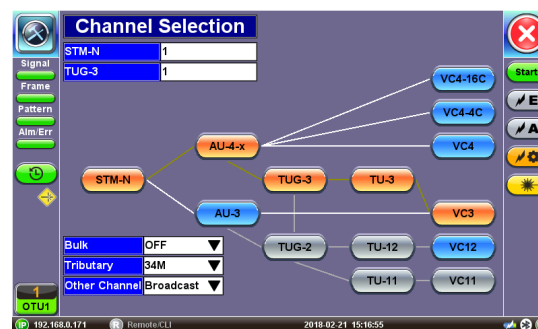 Channel Selection
STM-N 1
TUG-3 1
Signal
Frame
Pattern
Alm/Err
Start
E
A
VC4-16C
VC4-4C
AU-4-x
VC4
STM-N
TUG-3
TU-3
AU-3
VC3
TUG-2
TU-12
VC12
TU-11
VC11
Bulk OFF
Tributary 34M
Other Channel Broadcast
1
OTU1
IP 192.168.0.171
R Remote/CLI
2018-02-21 15:16:55